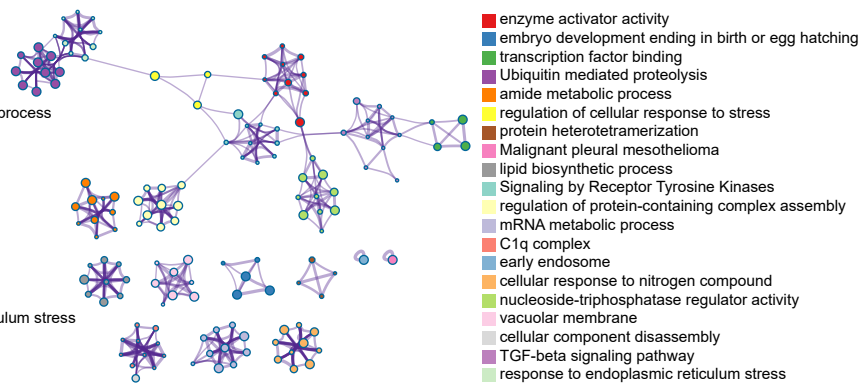 enzyme activator activity
embryo development ending in birth or egg hatching
transcription factor binding
Ubiquitin mediated proteolysis
amide metabolic process
process
regulation of cellular response to stress
protein heterotetramerization
Malignant pleural mesothelioma
lipid biosynthetic process
Signaling by Receptor Tyrosine Kinases
regulation of protein-containing complex assembly
mRNA metabolic process
C1q complex
early endosome
cellular response to nitrogen compound
nucleoside-triphosphatase regulator activity
vacuolar membrane
ulum stress
cellular component disassembly
TGF-beta signaling pathway
response to endoplasmic reticulum stress